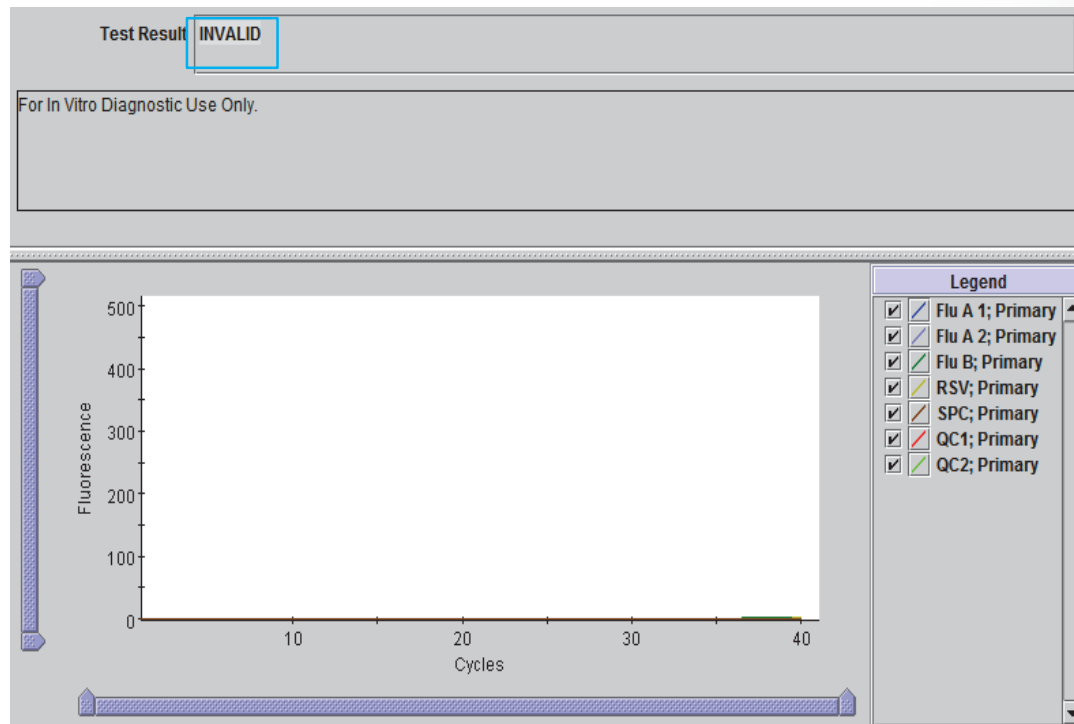 Test Result INVALID
For In Vitro Diagnostic Use Only.
Legend
Flu A 1; Primary
Flu A 2; Primary
Flu B; Primary
RSV; Primary
SPC; Primary
QC1; Primary
QC2; Primary
500
400
300
200
100
0
Fluorescence
10 20 30 40
Cycles